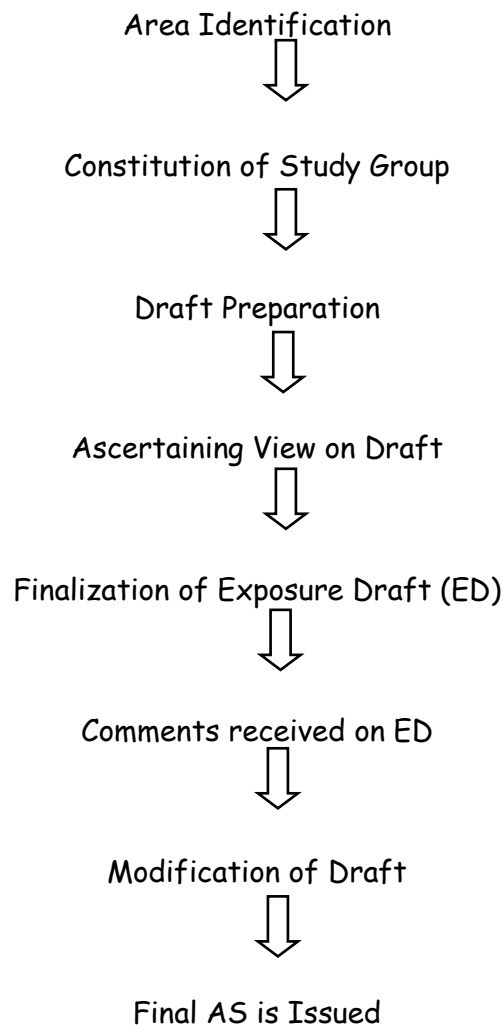 Area Identification
Constitution of Study Group
Draft Preparation
Ascertaining View on Draft
Finalization of Exposure Draft (ED)
Comments received on ED
Modification of Draft
Final AS is Issued